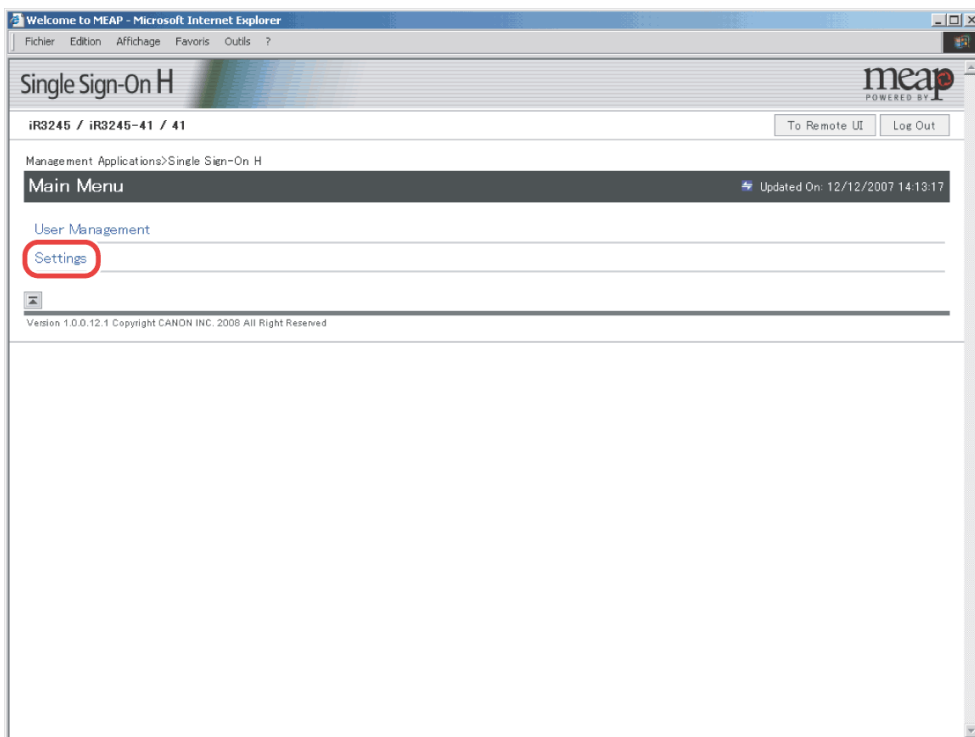 Welcome to MEAP - Microsoft Internet Explorer
Fichier Edition Affichage Favoris Outils ?
Single Sign-On H
meap
POWERED BY
iR3245 / iR3245-41 / 41
To Remote UI Log Out
Management Applications>Single Sign-On H
Main Menu
Updated On: 12/12/2007 14:13:17
User Management
Settings
Version 1.0.0.12.1 Copyright CANON INC. 2008 All Right Reserved